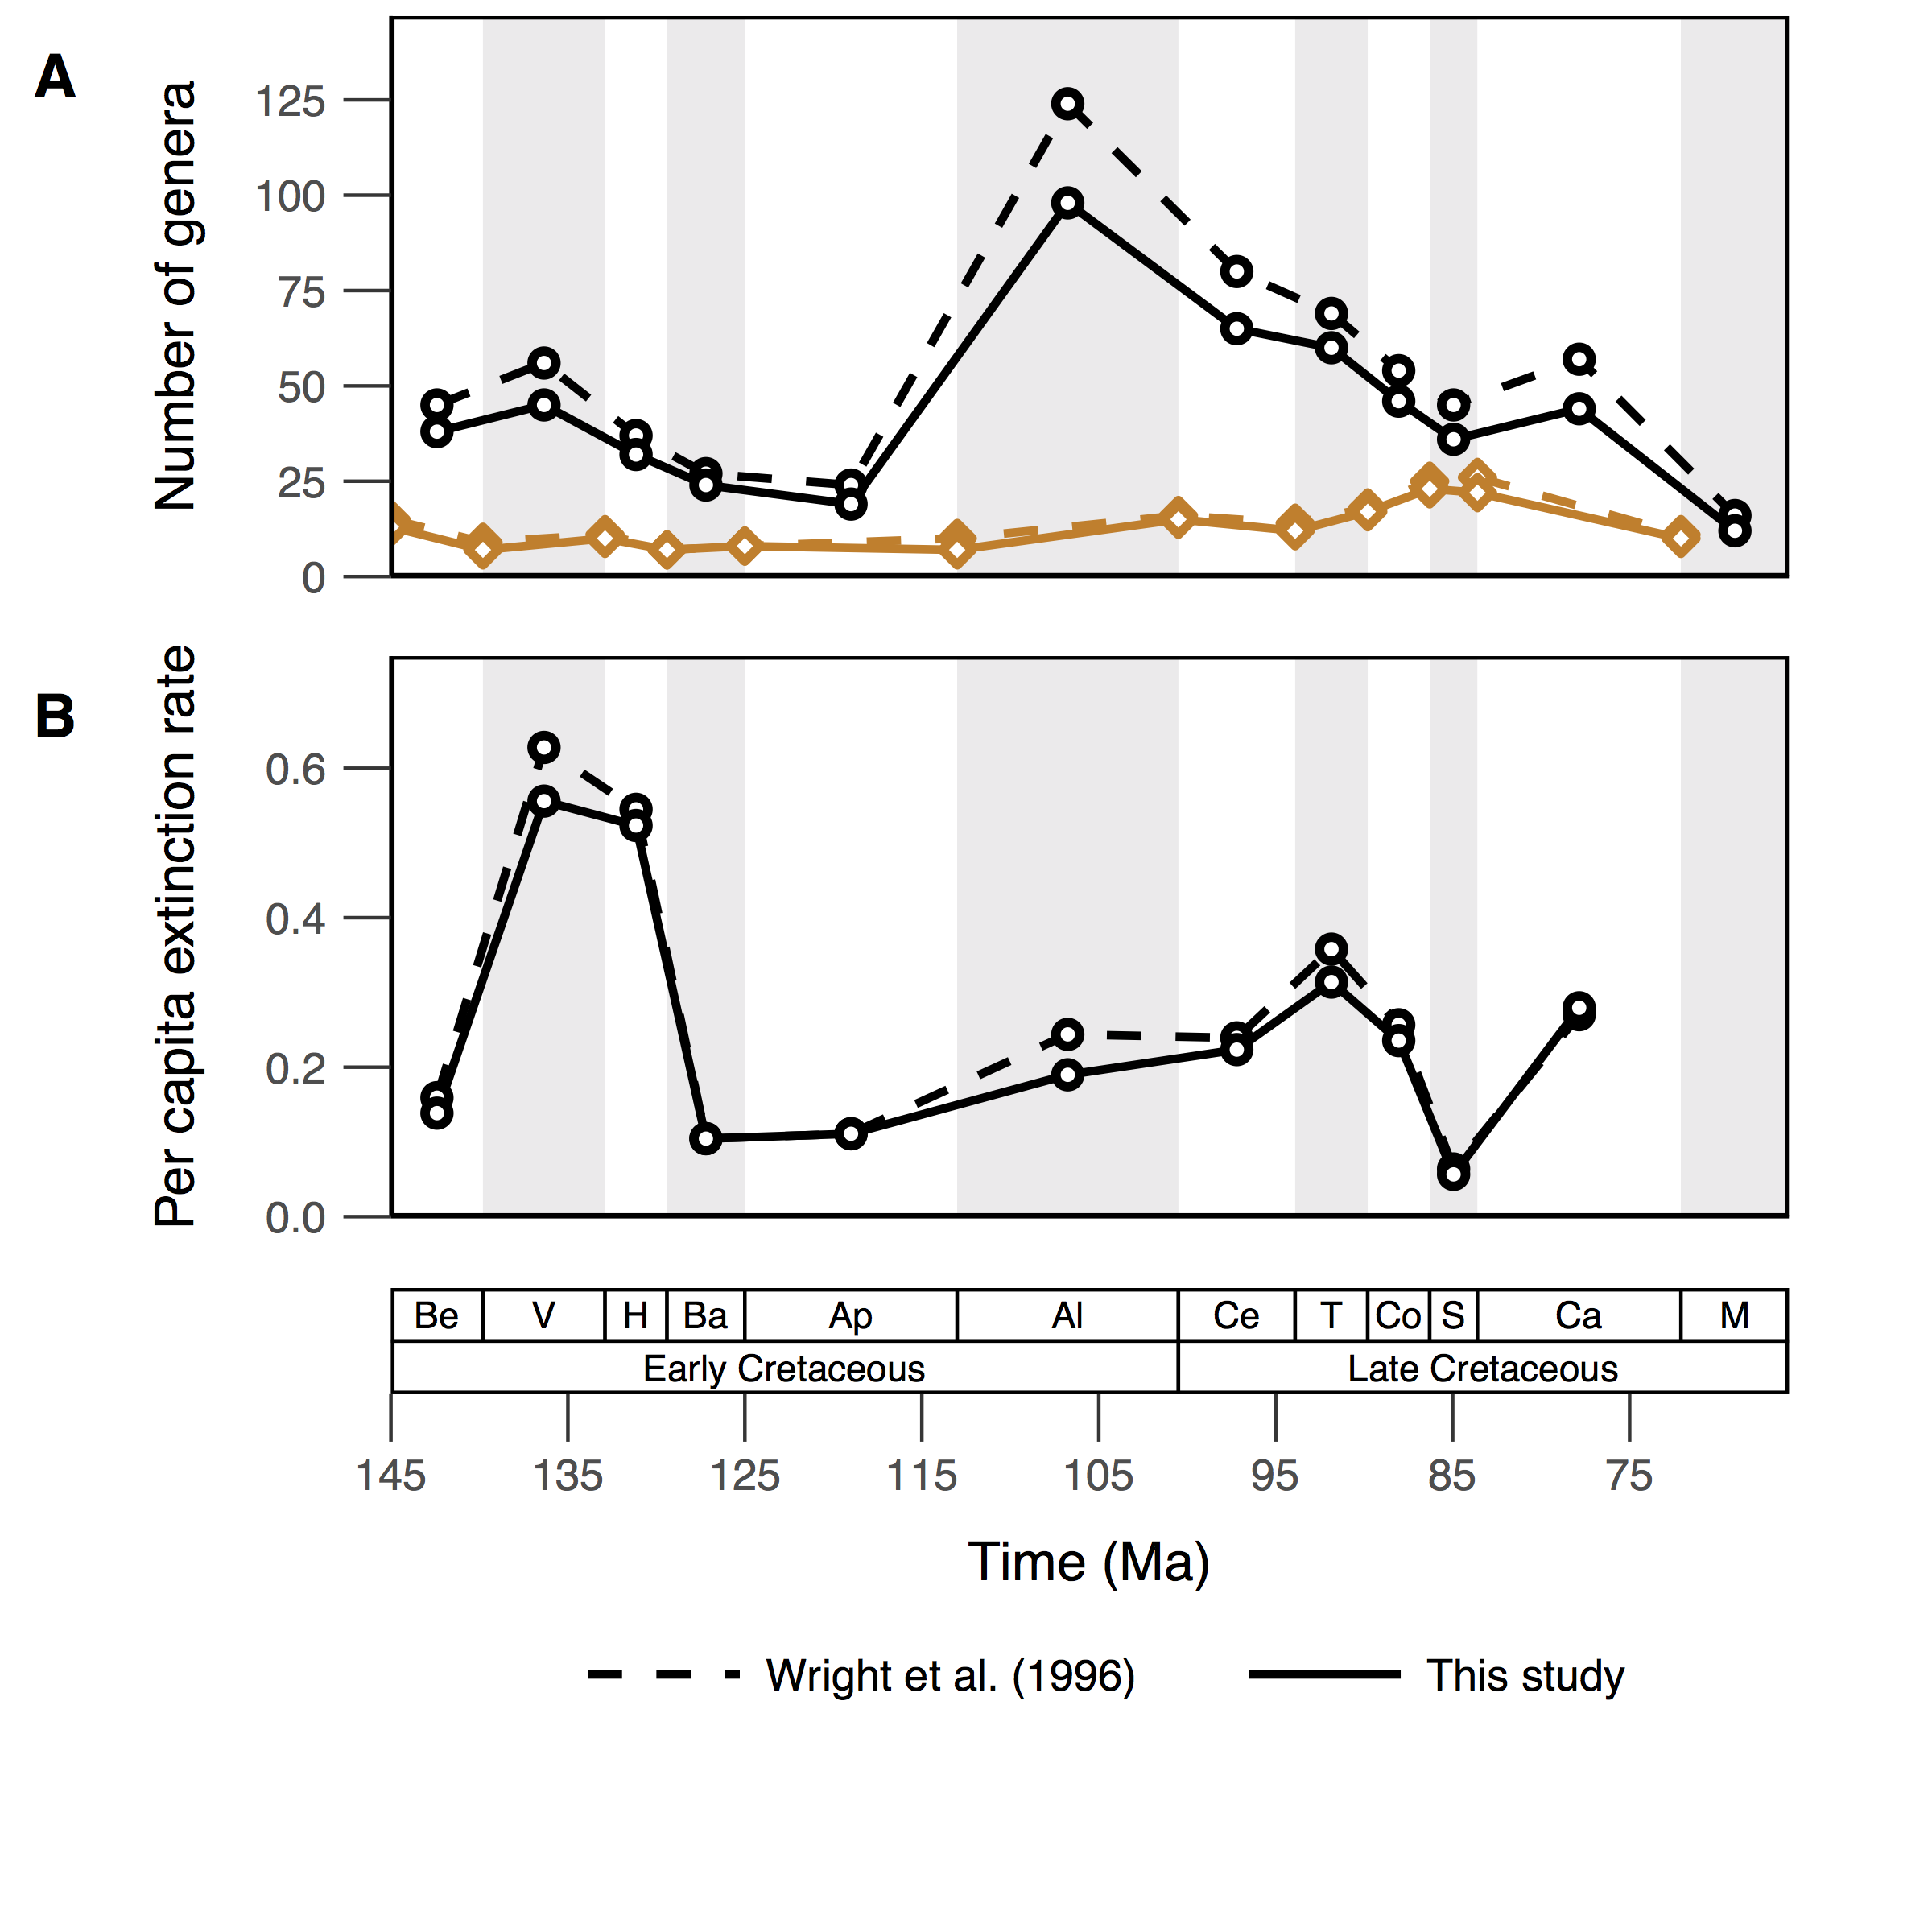 A
Number of genera
125
100
75
50
25
0
B
Per capita extinction rate
0.6
0.4
0.2
0.0
Be V H Ba Ap Al Ce T Co S Ca M
Early Cretaceous Late Cretaceous
145 135 125 115 105 95 85 75
Time (Ma)
Wright et al. (1996) This study